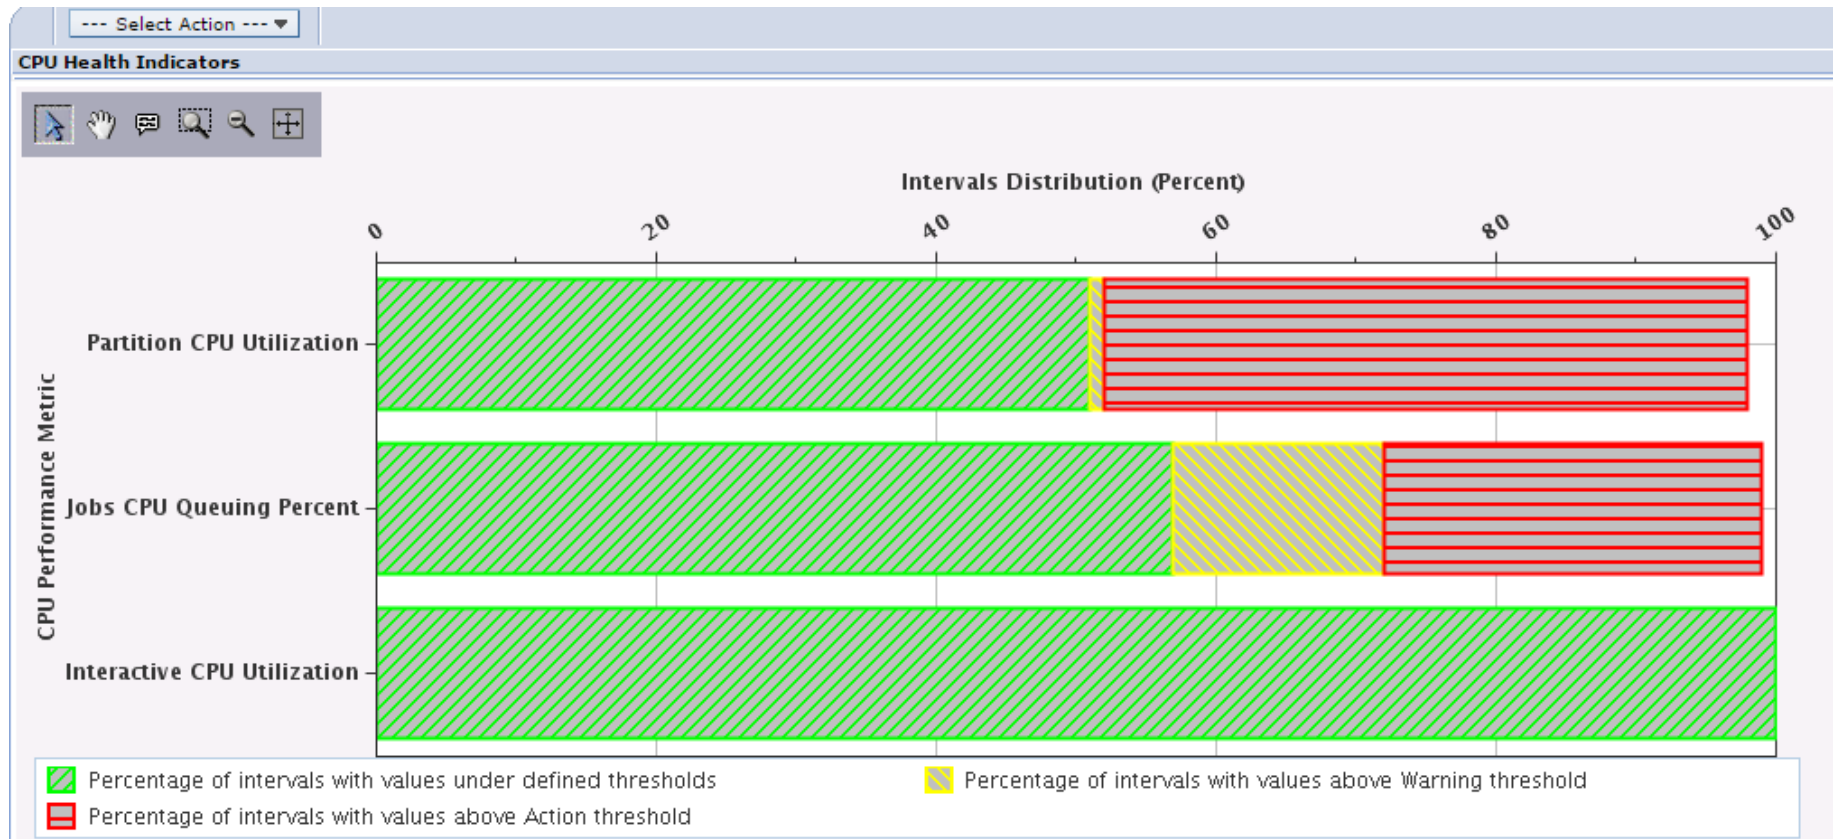 --- Select Action ---
CPU Health Indicators
Intervals Distribution (Percent)
0 20 40 60 80 100
CPU Performance Metric
Partition CPU Utilization
Jobs CPU Queuing Percent
Interactive CPU Utilization
Percentage of intervals with values under defined thresholds
Percentage of intervals with values above Warning threshold
Percentage of intervals with values above Action threshold